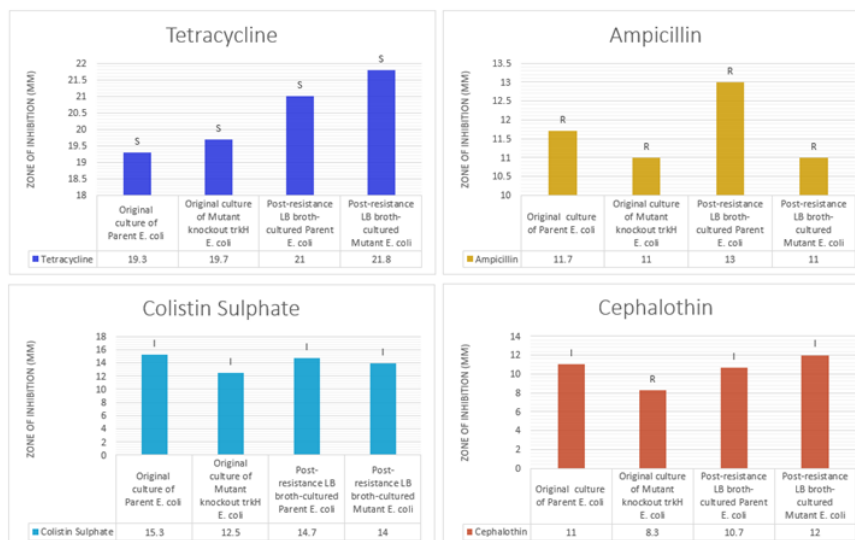 Tetracycline
ZONE OF INHIBITION (MM)
22
21.5
21
20.5
20
19.5
19
18.5
18
S
S
S
S
Original
culture of
Parent E. coli
Original culture
of Mutant
knockout trkH
E. coli
Post-resistance
LB broth-
cultured Parent
E. coli
Post-resistance
LB broth-
cultured
Mutant E. coli
Tetracycline 19.3 19.7 21 21.8
Ampicillin
ZONE OF INHIBITION (MM)
13.5
13
12.5
12
11.5
11
10.5
10
R
R
R
R
Original culture
of Parent E. coli
Original culture
of Mutant
knockout trkH
E. coli
Post-resistance
LB broth-
cultured Parent
E. coli
Post-resistance
LB broth-
cultured
Mutant E. coli
Ampicillin 11.7 11 13 11
Colistin Sulphate
ZONE OF INHIBITION (MM)
18
16
14
12
10
8
6
4
2
0
I
I
I
I
Original
culture of
Parent E. coli
Original
culture of
Mutant
knockout trkH
E. coli
Post-
resistance LB
broth-cultured
Parent E. coli
Post-
resistance LB
broth-cultured
Mutant E. coli
Colistin Sulphate 15.3 12.5 14.7 14
Cephalothin
ZONE OF INHIBITION (MM)
14
12
10
8
6
4
2
0
I
R
I
I
Original culture
of Parent E. coli
Original culture
of Mutant
knockout trkH
E. coli
Post-resistance
LB broth-
cultured Parent
E. coli
Post-resistance
LB broth-
cultured
Mutant E. coli
Cephalothin 11 8.3 10.7 12